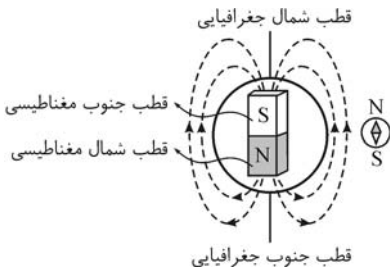 قطب شمال جغرافیایی
قطب جنوب مغناطیسی
S
قطب شمال مغناطیسی
N
N
S
قطب جنوب جغرافیایی